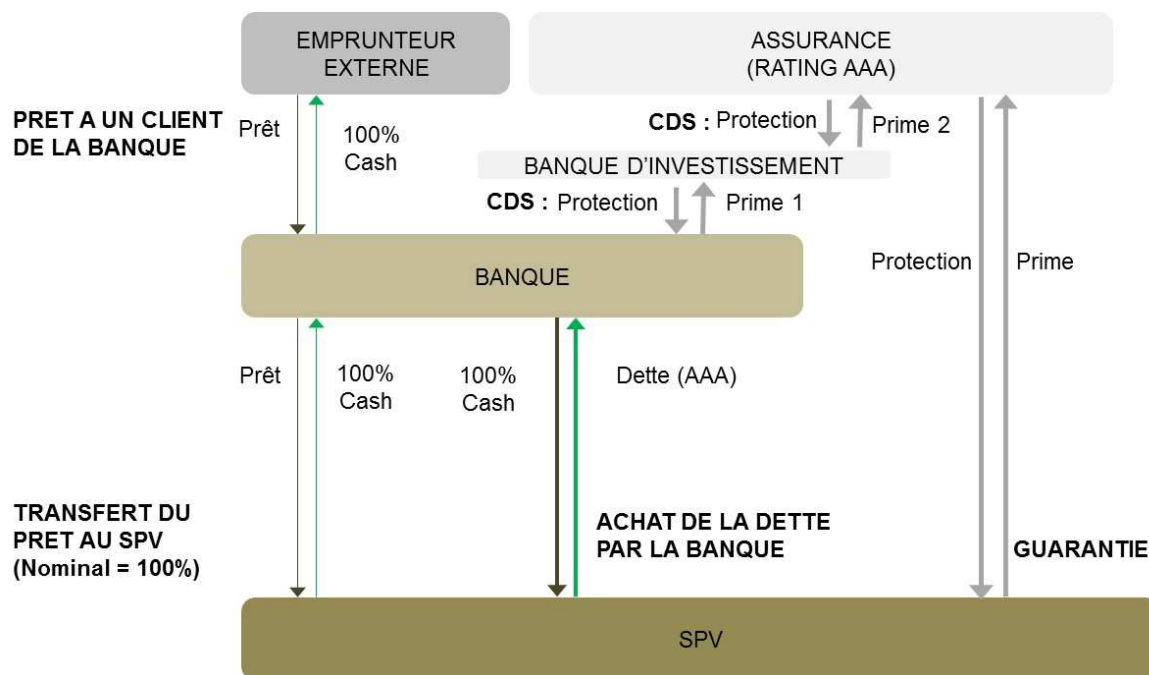 EMPRUNTEUR
EXTERNE
ASSURANCE
(RATING AAA)
PRET A UN CLIENT
DE LA BANQUE
Prêt
100%
Cash
CDS : Protection
Prime 2
BANQUE D'INVESTISSEMENT
CDS : Protection
Prime 1
BANQUE
Protection
Prime
Prêt
100%
Cash
100%
Cash
Dette (AAA)
TRANSFERT DU
PRET AU SPV
(Nominal = 100%)
ACHAT DE LA DETTE
PAR LA BANQUE
GUARANTIE
SPV